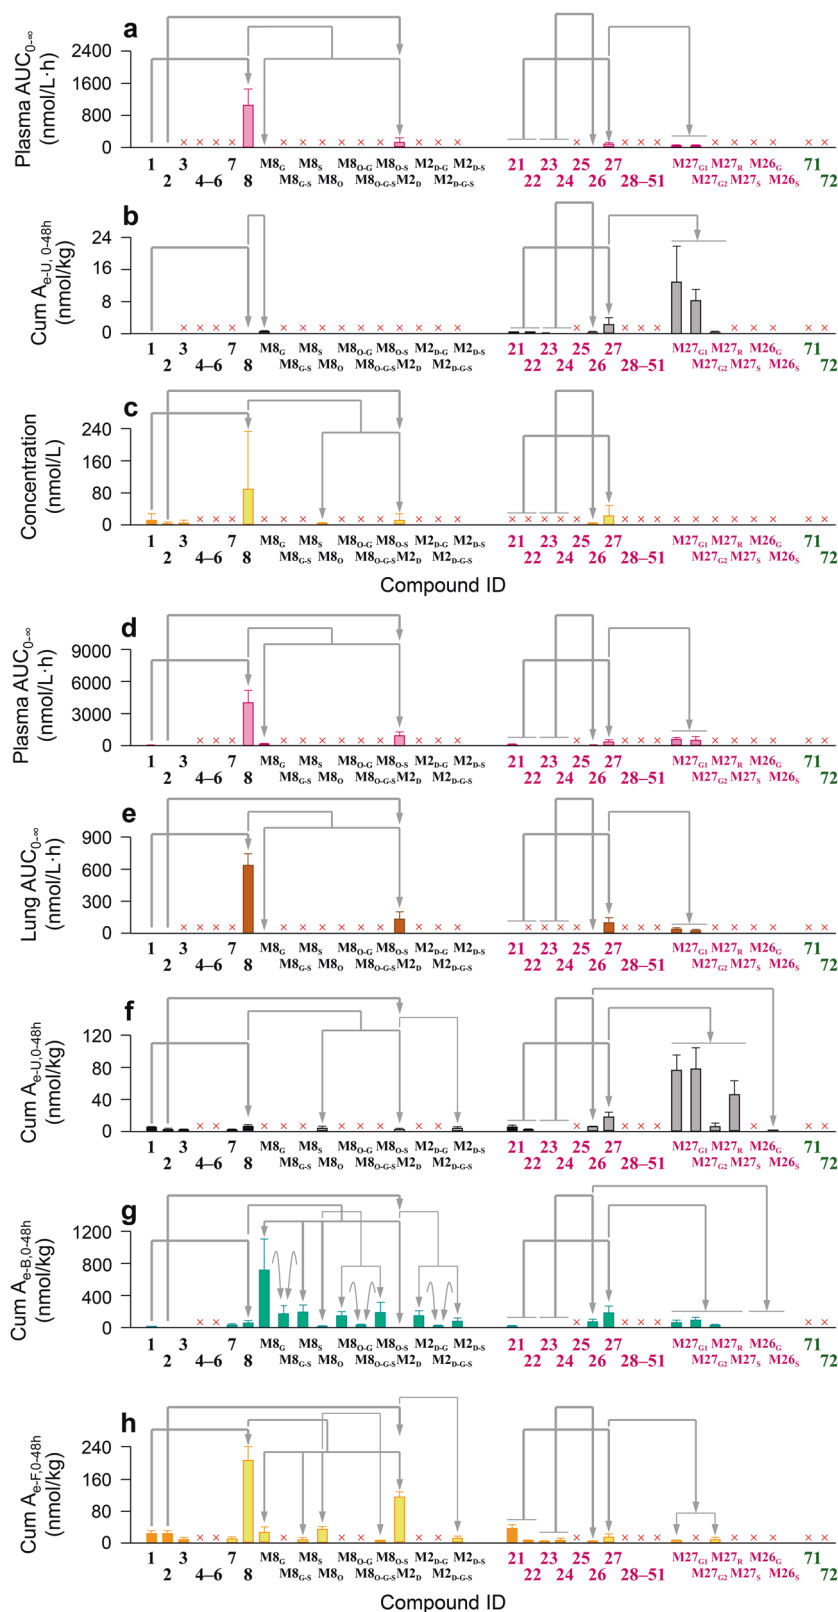 a
Plasma AUC0-∞
(nmol/L·h)
2400
1600
800
0
1 3 7 M8G M8S M8O-G M8O-S M2D-G M2D-S 21 23 25 27 M27G1 M27R M26G 71
2 4–6 8 M8G-S M8O M8O-G-S M2D M2D-G-S 22 24 26 28–51 M27G2 M27S M26S 72
b
Cum Ae-U, 0-48h
(nmol/kg)
24
16
8
0
1 3 7 M8G M8S M8O-G M8O-S M2D-G M2D-S 21 23 25 27 M27G1 M27R M26G 71
2 4–6 8 M8G-S M8O M8O-G-S M2D M2D-G-S 22 24 26 28–51 M27G2 M27S M26S 72
c
Concentration
(nmol/L)
240
160
80
0
1 3 7 M8G M8S M8O-G M8O-S M2D-G M2D-S 21 23 25 27 M27G1 M27R M26G 71
2 4–6 8 M8G-S M8O M8O-G-S M2D M2D-G-S 22 24 26 28–51 M27G2 M27S M26S 72
Compound ID
d
Plasma AUC0-∞
(nmol/L·h)
9000
6000
3000
0
1 3 7 M8G M8S M8O-G M8O-S M2D-G M2D-S 21 23 25 27 M27G1 M27R M26G 71
2 4–6 8 M8G-S M8O M8O-G-S M2D M2D-G-S 22 24 26 28–51 M27G2 M27S M26S 72
e
Lung AUC0-∞
(nmol/L·h)
900
600
300
0
1 3 7 M8G M8S M8O-G M8O-S M2D-G M2D-S 21 23 25 27 M27G1 M27R M26G 71
2 4–6 8 M8G-S M8O M8O-G-S M2D M2D-G-S 22 24 26 28–51 M27G2 M27S M26S 72
f
Cum Ae-U,0-48h
(nmol/kg)
120
80
40
0
1 3 7 M8G M8S M8O-G M8O-S M2D-G M2D-S 21 23 25 27 M27G1 M27R M26G 71
2 4–6 8 M8G-S M8O M8O-G-S M2D M2D-G-S 22 24 26 28–51 M27G2 M27S M26S 72
g
Cum Ae-B,0-48h
(nmol/kg)
1200
800
400
0
1 3 7 M8G M8S M8O-G M8O-S M2D-G M2D-S 21 23 25 27 M27G1 M27R M26G 71
2 4–6 8 M8G-S M8O M8O-G-S M2D M2D-G-S 22 24 26 28–51 M27G2 M27S M26S 72
h
Cum Ae-F,0-48h
(nmol/kg)
240
160
80
0
1 3 7 M8G M8S M8O-G M8O-S M2D-G M2D-S 21 23 25 27 M27G1 M27R M26G 71
2 4–6 8 M8G-S M8O M8O-G-S M2D M2D-G-S 22 24 26 28–51 M27G2 M27S M26S 72
Compound ID